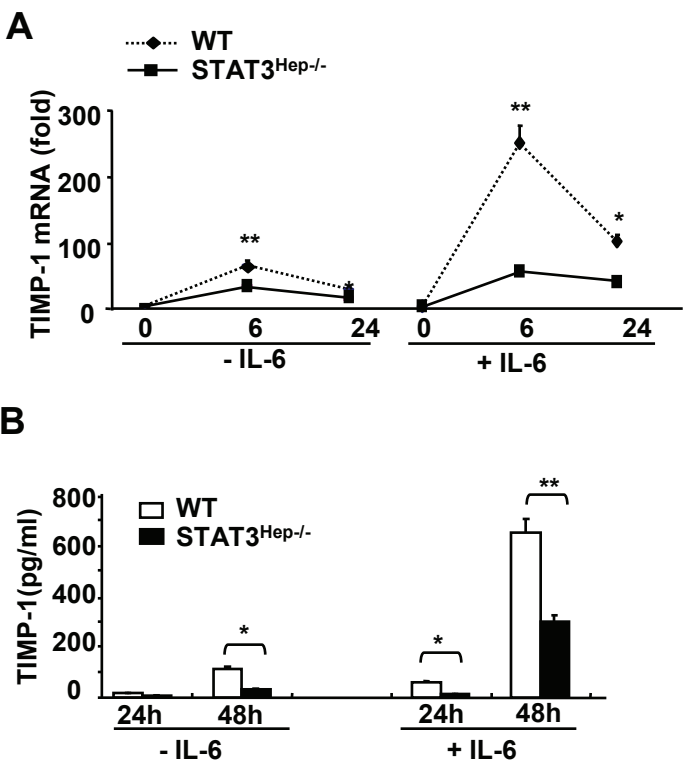 A
WT
STAT3Hep-/-
TIMP-1 mRNA (fold)
300
**
200
*
100
**
*
0
0 6 24 0 6 24
- IL-6 + IL-6
B
**
800
WT
STAT3Hep-/-
TIMP-1(pg/ml)
600
400
200
* *
0
24h 48h 24h 48h
- IL-6 + IL-6